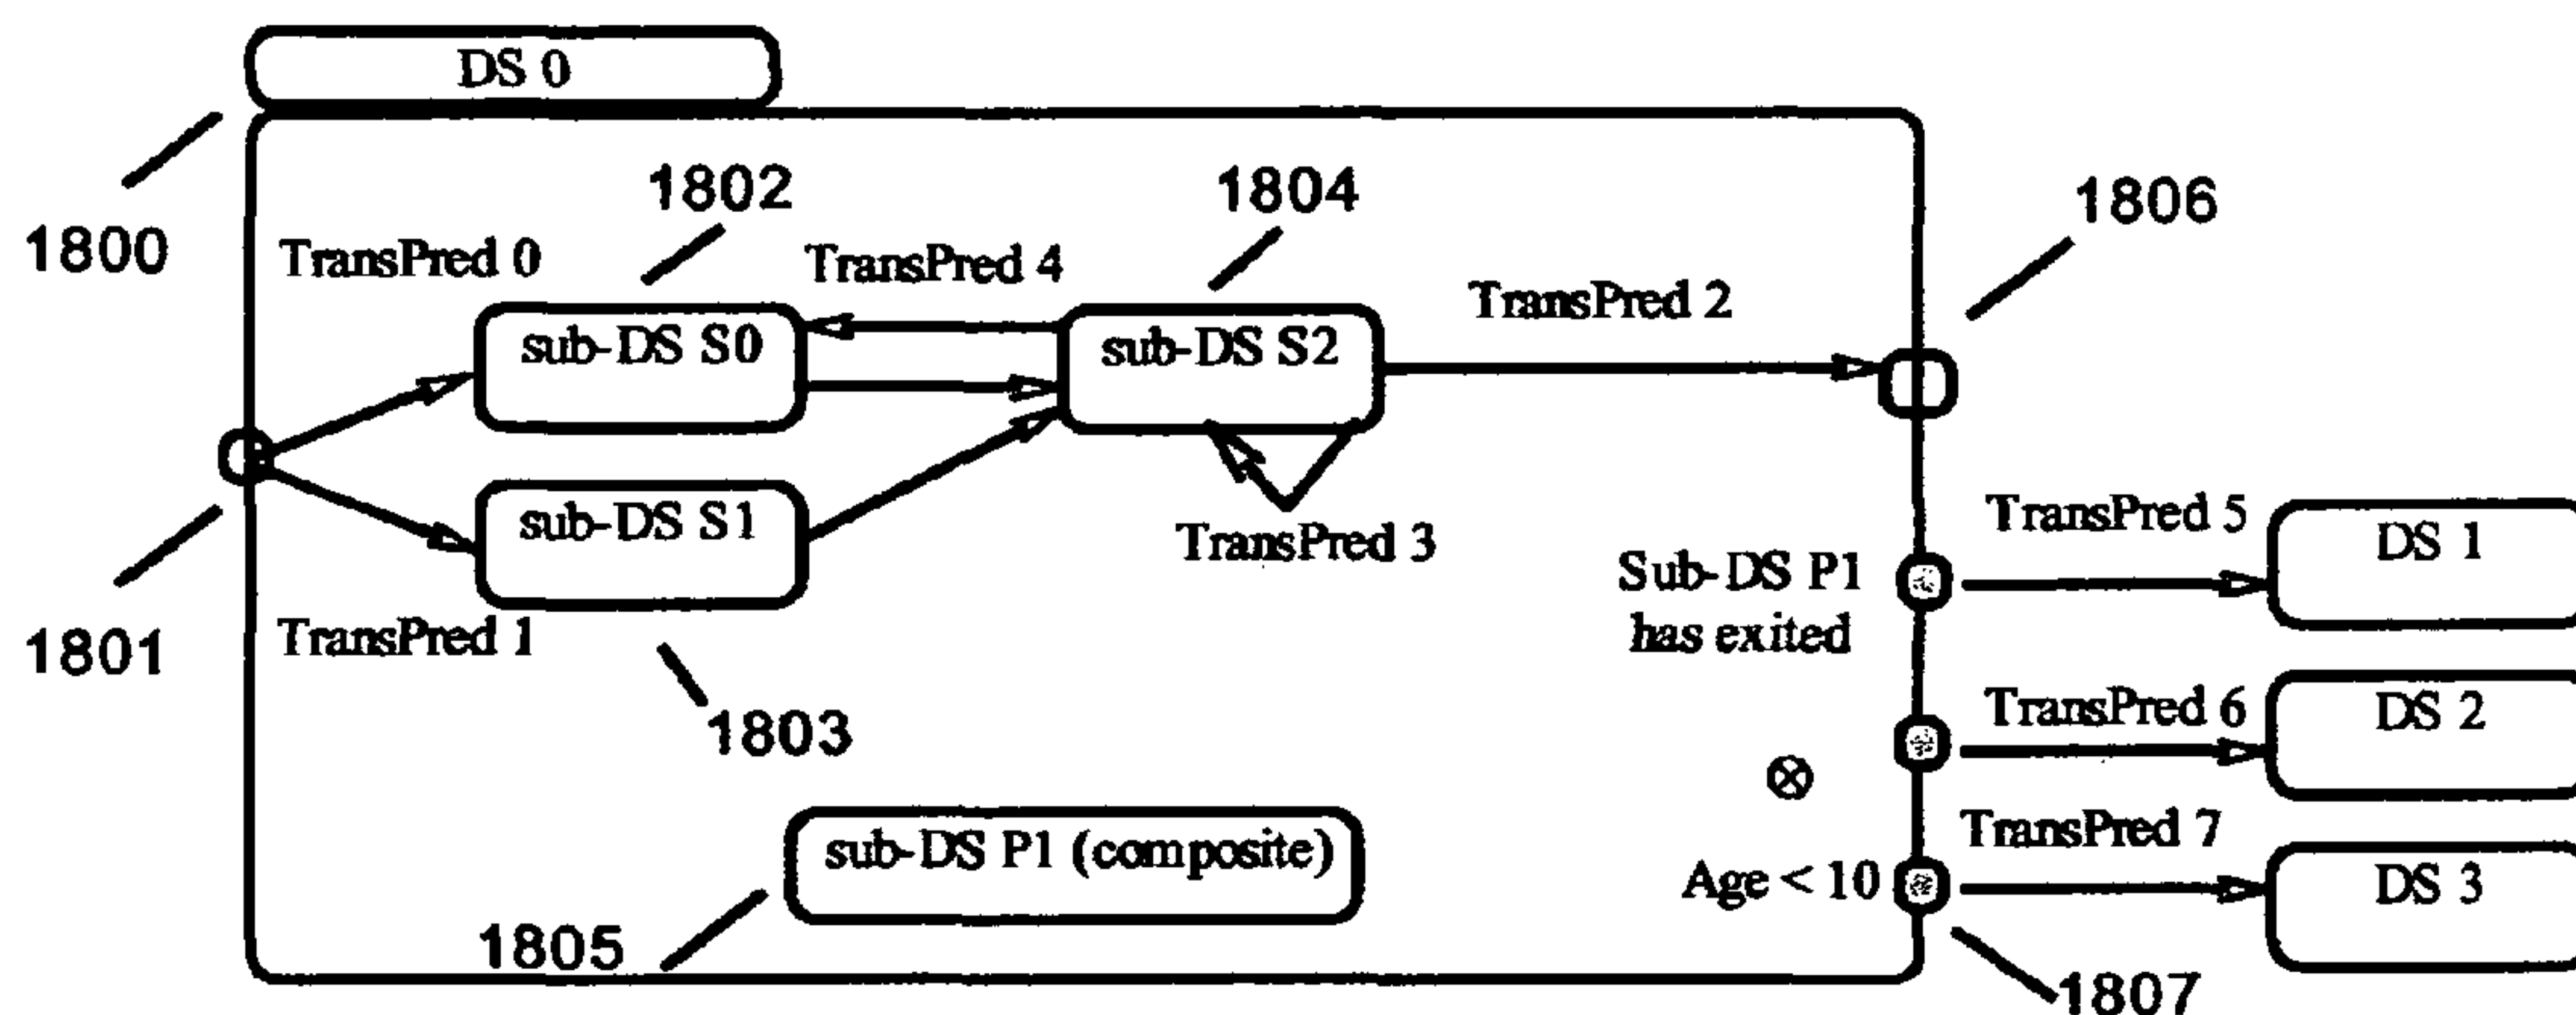 DS 0
1800
1802
1804
1806
TransPred 0
TransPred 4
TransPred 2
sub-DS S0
sub-DS S2
1801
sub-DS S1
TransPred 1
TransPred 3
1803
Sub-DS P1
has exited
TransPred 5
DS 1
TransPred 6
DS 2
sub-DS P1 (composite)
1805
Age < 10
TransPred 7
DS 3
1807